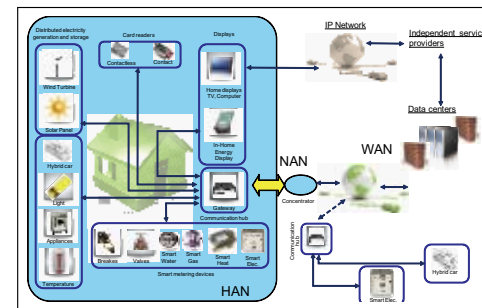 Distributed electricity
generation and storage
Wind Turbine
Solar Panel
Hybrid car
Light
Appliances
Temperature
Card readers
Contactless
Contact
Displays
Home displays
TV, Computer
In-Home
Energy
Display
Gateway
Communication hub
Breakes
Valves
Smart
Water
Smart
Gas
Smart
Heat
Smart
Elec.
Smart metering devices
HAN
NAN
Concentrator
WAN
IP Network
Independent service
providers
Data centers
Communication
hub
Smart Elec.
Hybrid car